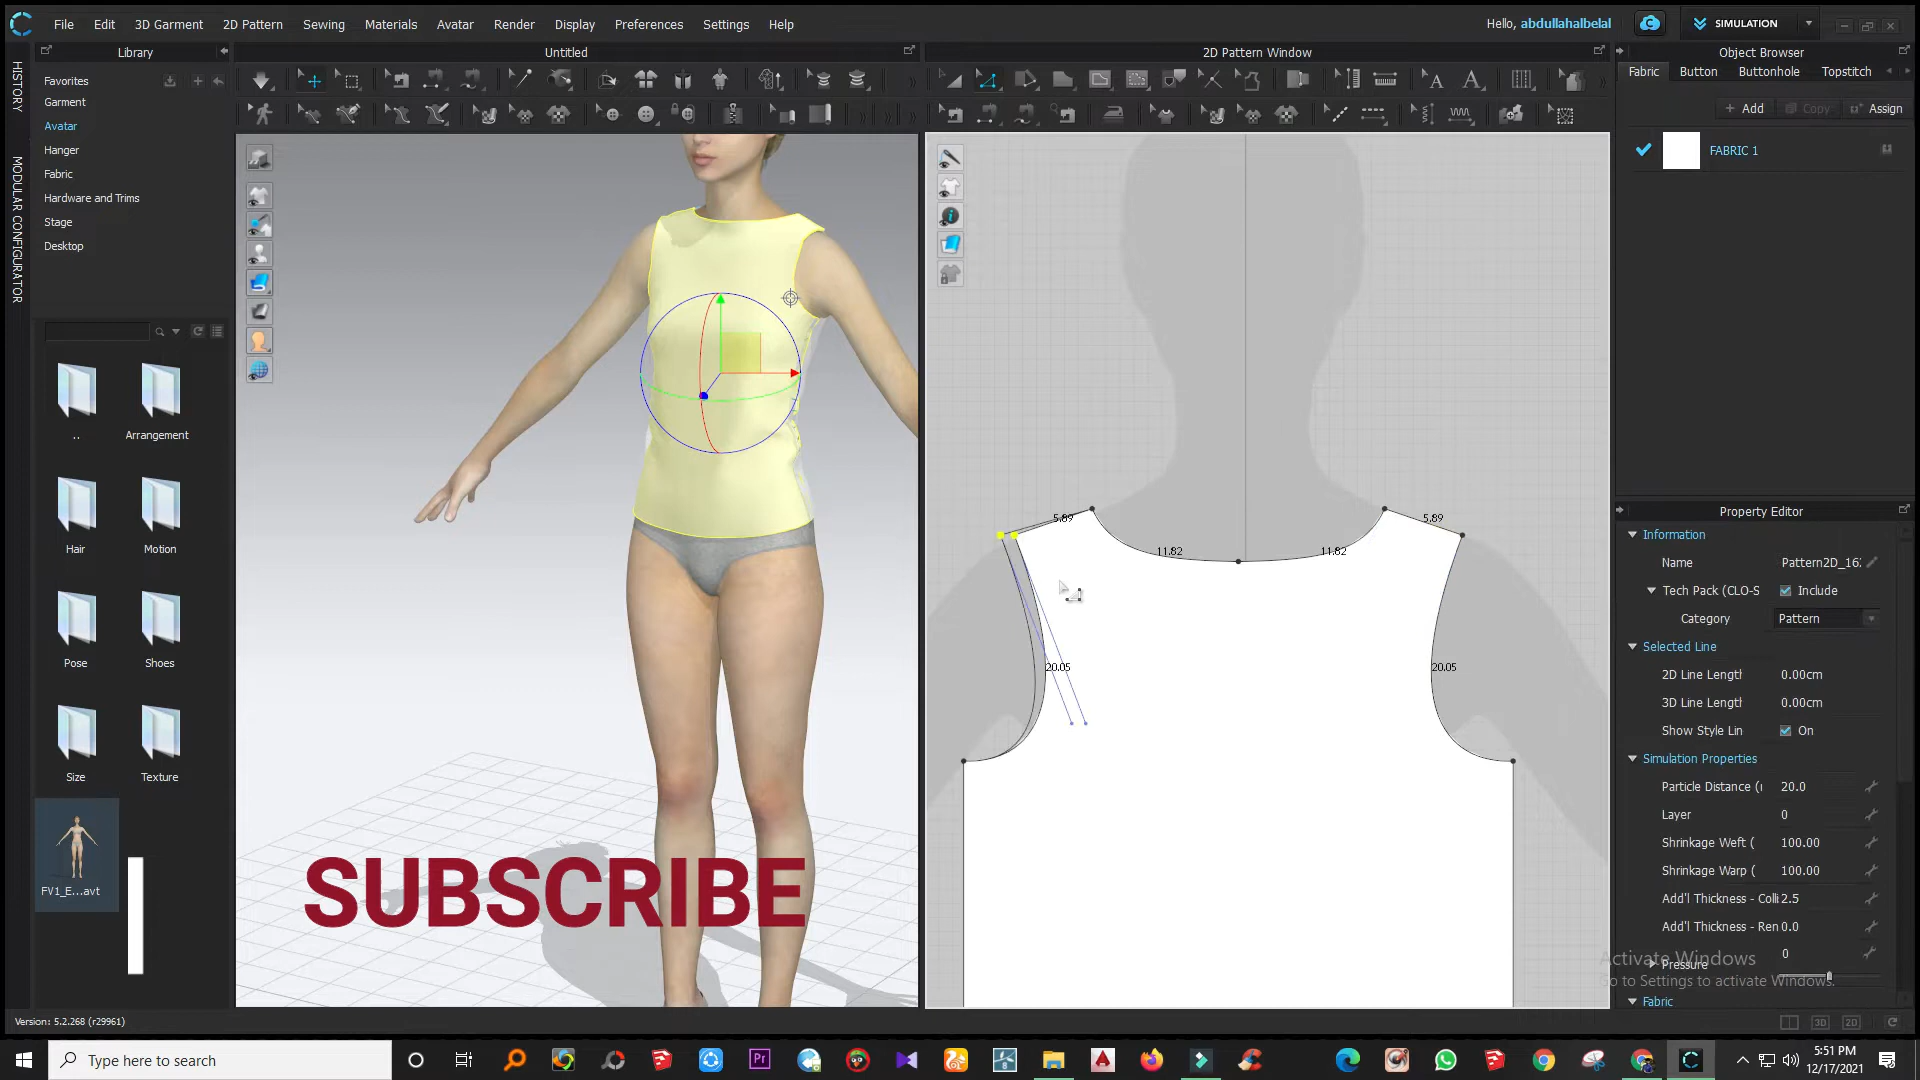 File Edit 3D Garment 2D Pattern Sewing Materials Avatar Render Display Preferences Settings Help
Hello, abdullahalbelal
SIMULATION
Library
Untitled
2D Pattern Window
Object Browser
HISTORY
MODULAR CONFIGURATOR
Favorites
Garment
Avatar
Hanger
Fabric
Hardware and Trims
Stage
Desktop
Fabric Button Buttonhole Topstitch
+ Add Copy Assign
FABRIC 1
..
Arrangement
Hair
Motion
Pose
Shoes
Size
Texture
FV1_E...avt
5.89
5.89
11.82
11.82
20.05
20.05
SUBSCRIBE
Property Editor
Information
Name Pattern2D_16
Tech Pack (CLO-S Include
Category Pattern
Selected Line
2D Line Lengtł 0.00cm
3D Line Lengtł 0.00cm
Show Style Lin On
Simulation Properties
Particle Distance (ı 20.0
Layer 0
Shrinkage Weft ( 100.00
Shrinkage Warp ( 100.00
Add'l Thickness - Colli 2.5
Add'l Thickness - Ren 0.0
Pressure 0
Fabric
Activate Windows
Go to Settings to activate Windows.
Version: 5.2.268 (r29961)
3D 2D
Type here to search
Pr
5:51 PM
12/17/2021